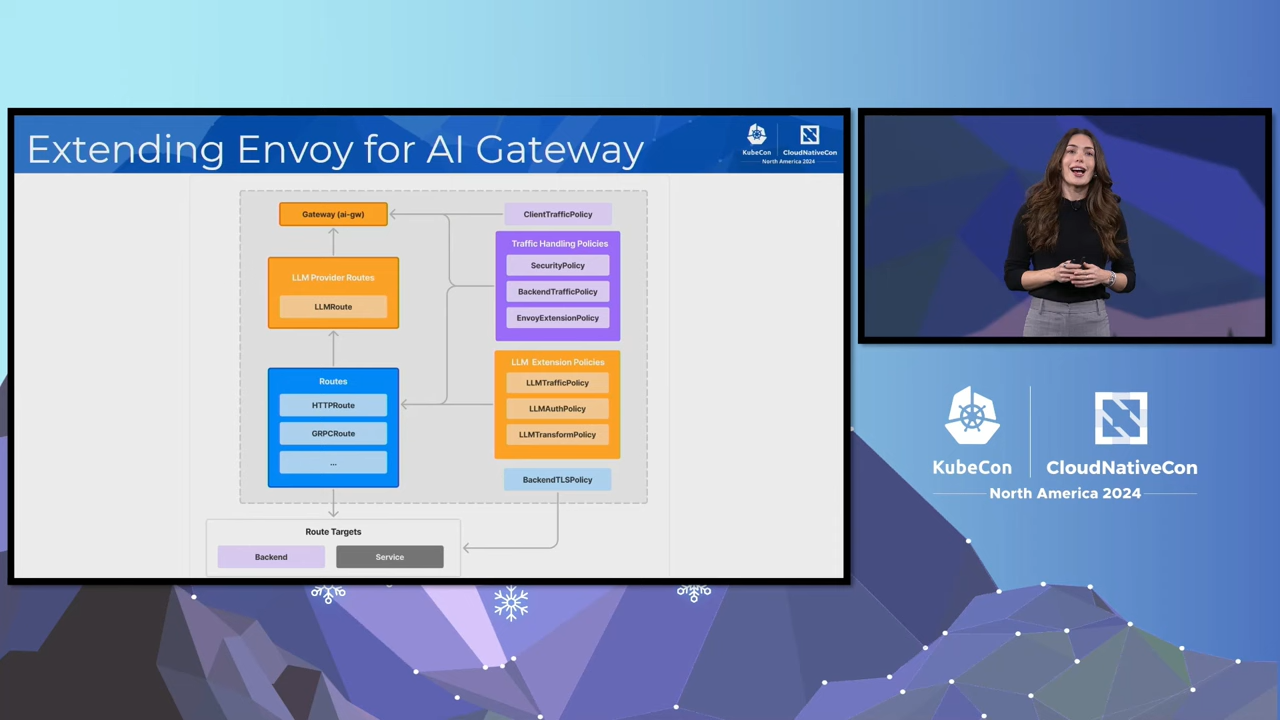 Extending Envoy for AI Gateway
KubeCon
CloudNativeCon
North America 2024
Gateway (ai-gw)
ClientTrafficPolicy
Traffic Handling Policies
SecurityPolicy
BackendTrafficPolicy
EnvoyExtensionPolicy
LLM Provider Routes
LLMRoute
LLM Extension Policies
LLMTrafficPolicy
LLMAuthPolicy
LLMTransformPolicy
Routes
HTTPRoute
GRPCRoute
...
BackendTLSPolicy
Route Targets
Backend
Service
KubeCon
CloudNativeCon
North America 2024